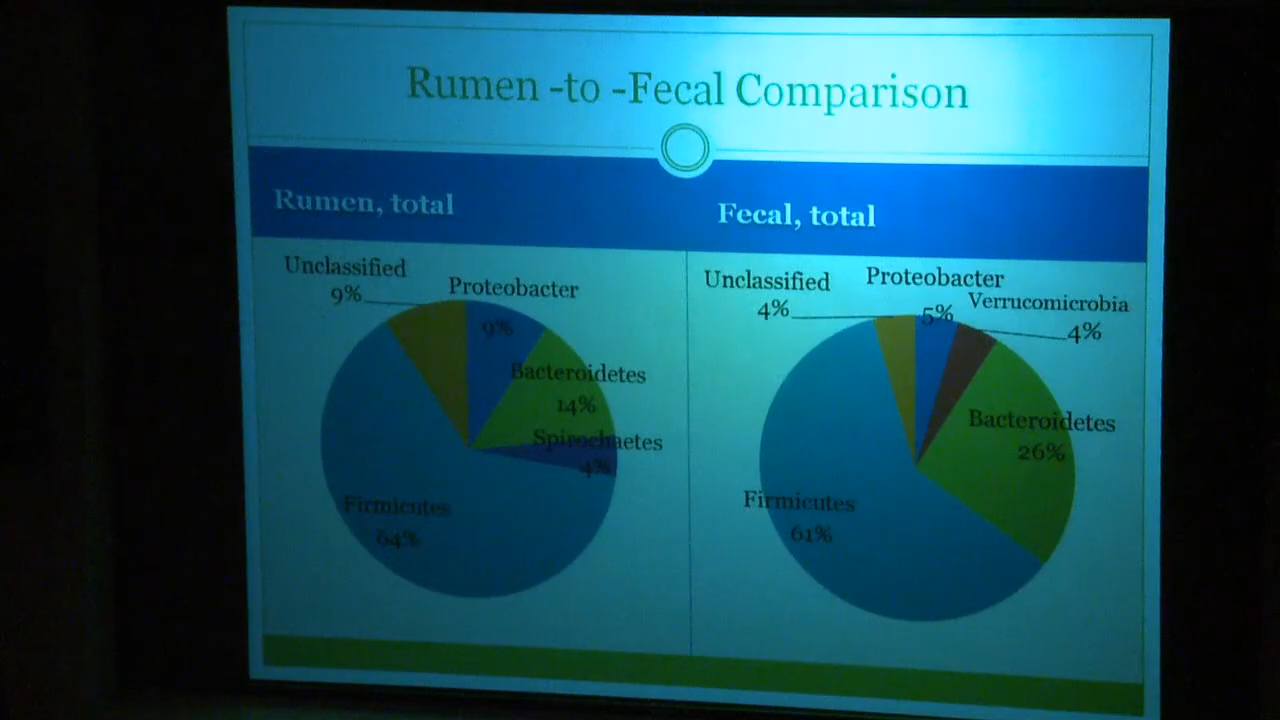 Rumen -to -Fecal Comparison
Rumen, total
Unclassified
9%
Proteobacter
9%
Bacteroidetes
14%
Spirochaetes
4%
Firmicutes
64%
Fecal, total
Unclassified
4%
Proteobacter
5%
Verrucomicrobia
4%
Bacteroidetes
26%
Firmicutes
61%